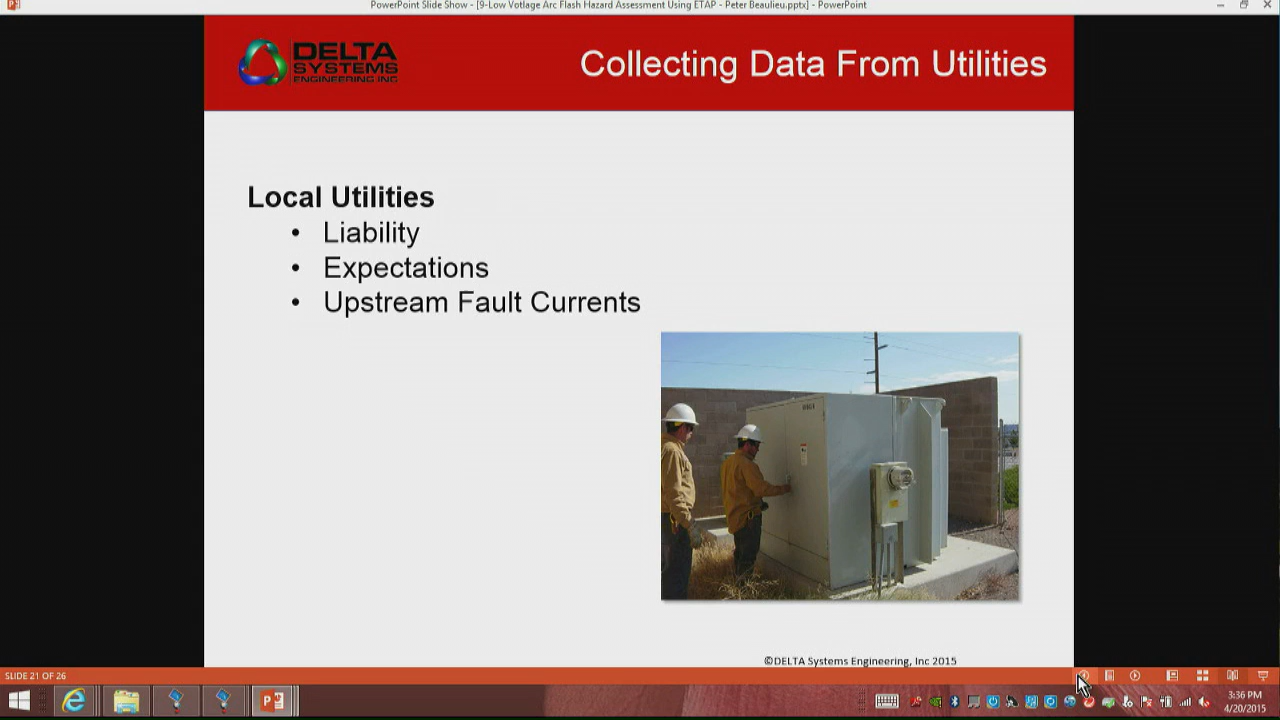 PowerPoint Slide Show - [9-Low Votlage Arc Flash Hazard Assessment Using ETAP - Peter Beaulieu.pptx] - PowerPoint
DELTA
SYSTEMS
ENGINEERING INC
Collecting Data From Utilities
Local Utilities
• Liability
• Expectations
• Upstream Fault Currents
©DELTA Systems Engineering, Inc 2015
SLIDE 21 OF 26
3:36 PM
4/20/2015